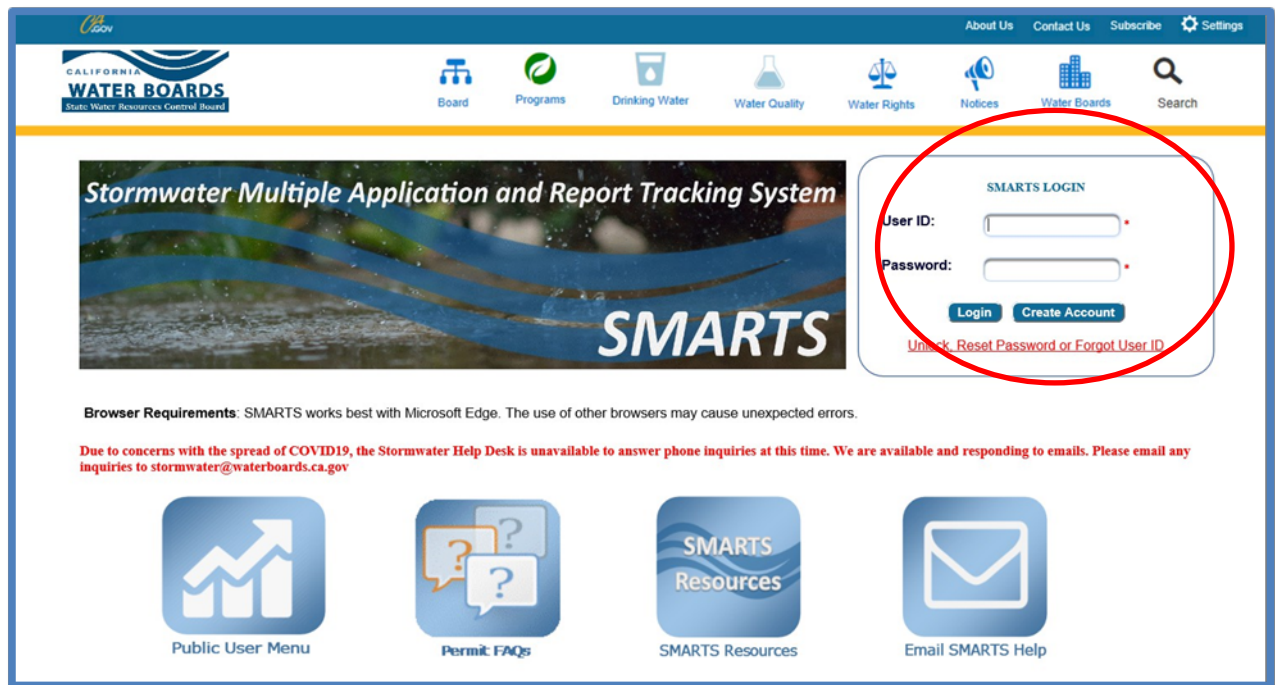 CA.GOV
About Us Contact Us Subscribe Settings
CALIFORNIA
WATER BOARDS
State Water Resources Control Board
Board Programs Drinking Water Water Quality Water Rights Notices Water Boards Search
Stormwater Multiple Application and Report Tracking System
SMARTS
SMARTS LOGIN
User ID: *
Password: *
Login Create Account
Unlock, Reset Password or Forgot User ID
Browser Requirements: SMARTS works best with Microsoft Edge. The use of other browsers may cause unexpected errors.
Due to concerns with the spread of COVID19, the Stormwater Help Desk is unavailable to answer phone inquiries at this time. We are available and responding to emails. Please email any
inquiries to stormwater@waterboards.ca.gov
? ? ?
SMARTS
Resources
Public User Menu Permit FAQs SMARTS Resources Email SMARTS Help